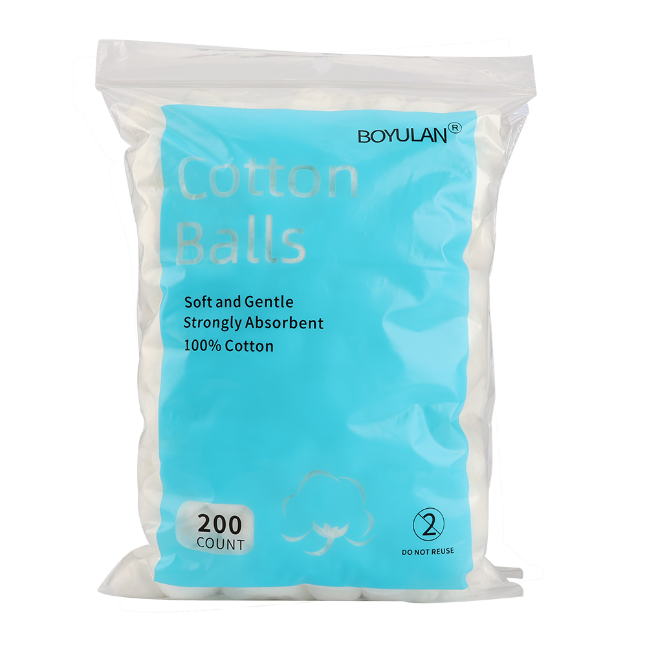 BOYULAN®
Cotton
Balls
Soft and Gentle
Strongly Absorbent
100% Cotton
200
COUNT
2
DO NOT REUSE